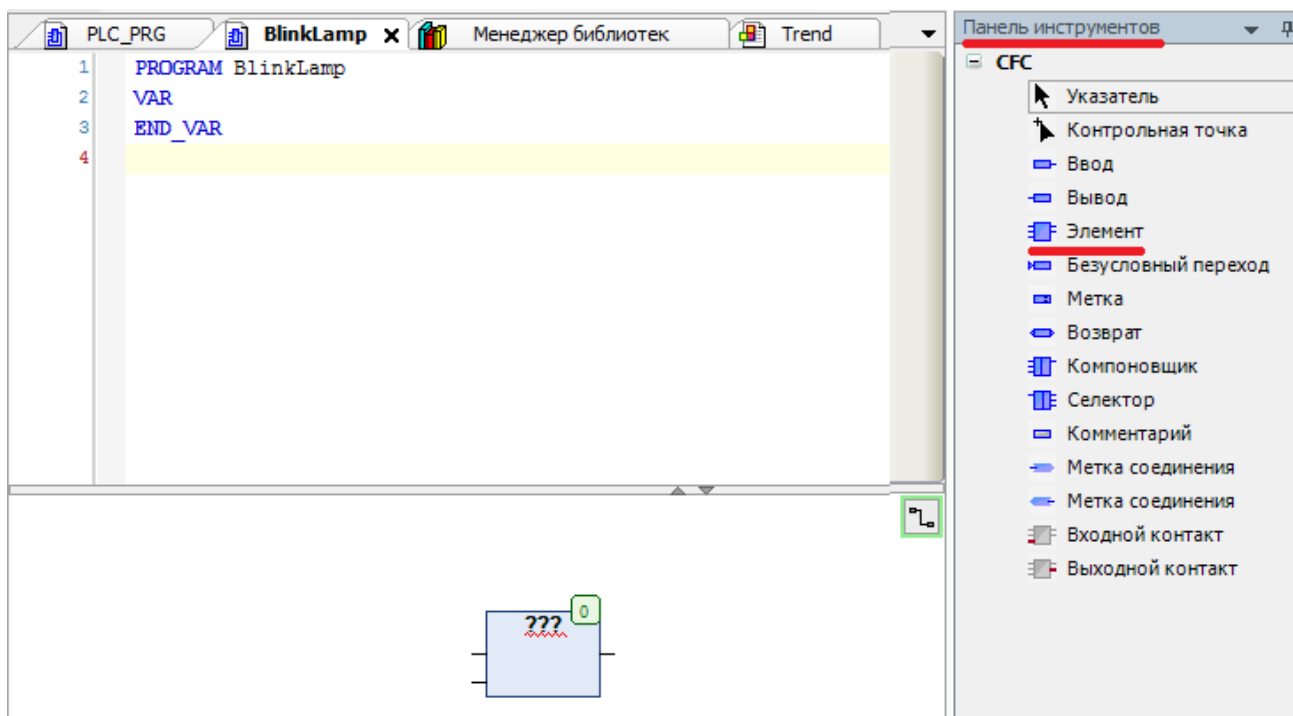 PLC_PRG BlinkLamp Менеджер библиотек Trend
1 PROGRAM BlinkLamp
2 VAR
3 END_VAR
4
???
0
Панель инструментов
CFC
Указатель
Контрольная точка
Ввод
Вывод
Элемент
Безусловный переход
Метка
Возврат
Компоновщик
Селектор
Комментарий
Метка соединения
Метка соединения
Входной контакт
Выходной контакт